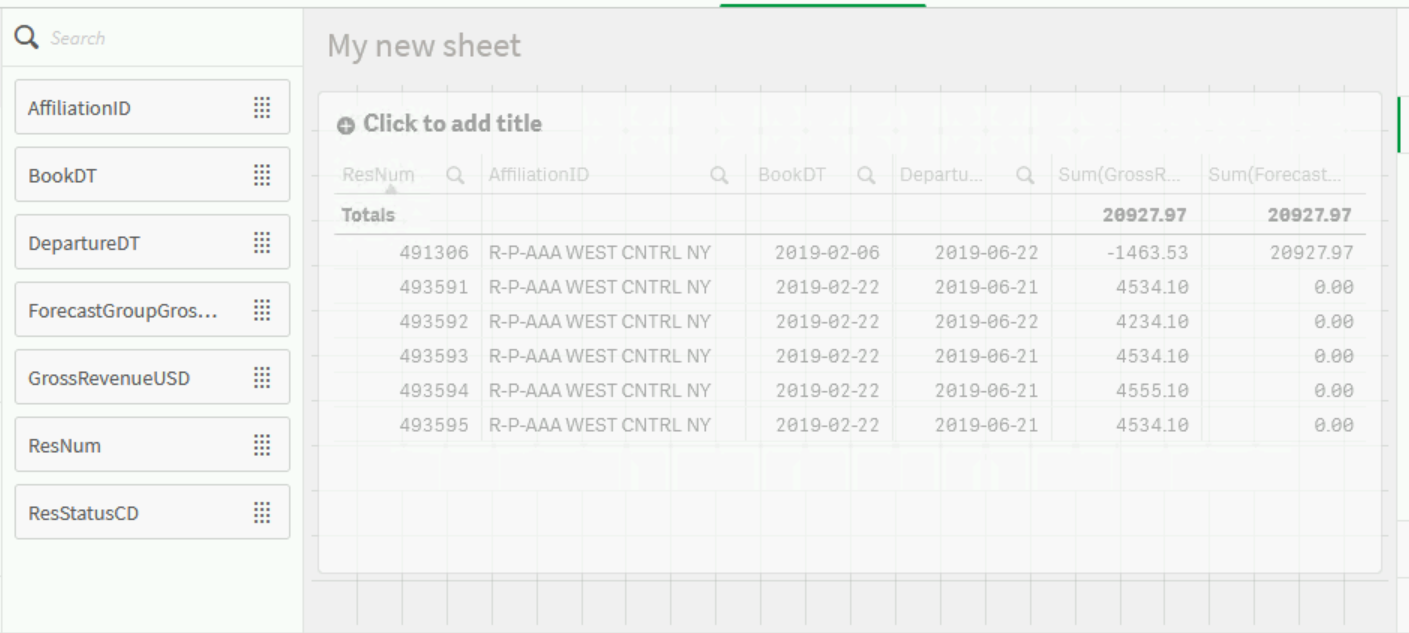 Search
AffiliationID
BookDT
DepartureDT
ForecastGroupGros...
GrossRevenueUSD
ResNum
ResStatusCD
My new sheet
Click to add title
ResNum AffiliationID BookDT Departu... Sum(GrossR... Sum(Forecast...
Totals 20927.97 20927.97
491306 R-P-AAA WEST CNTRL NY 2019-02-06 2019-06-22 -1463.53 20927.97
493591 R-P-AAA WEST CNTRL NY 2019-02-22 2019-06-21 4534.10 0.00
493592 R-P-AAA WEST CNTRL NY 2019-02-22 2019-06-22 4234.10 0.00
493593 R-P-AAA WEST CNTRL NY 2019-02-22 2019-06-21 4534.10 0.00
493594 R-P-AAA WEST CNTRL NY 2019-02-22 2019-06-21 4555.10 0.00
493595 R-P-AAA WEST CNTRL NY 2019-02-22 2019-06-21 4534.10 0.00